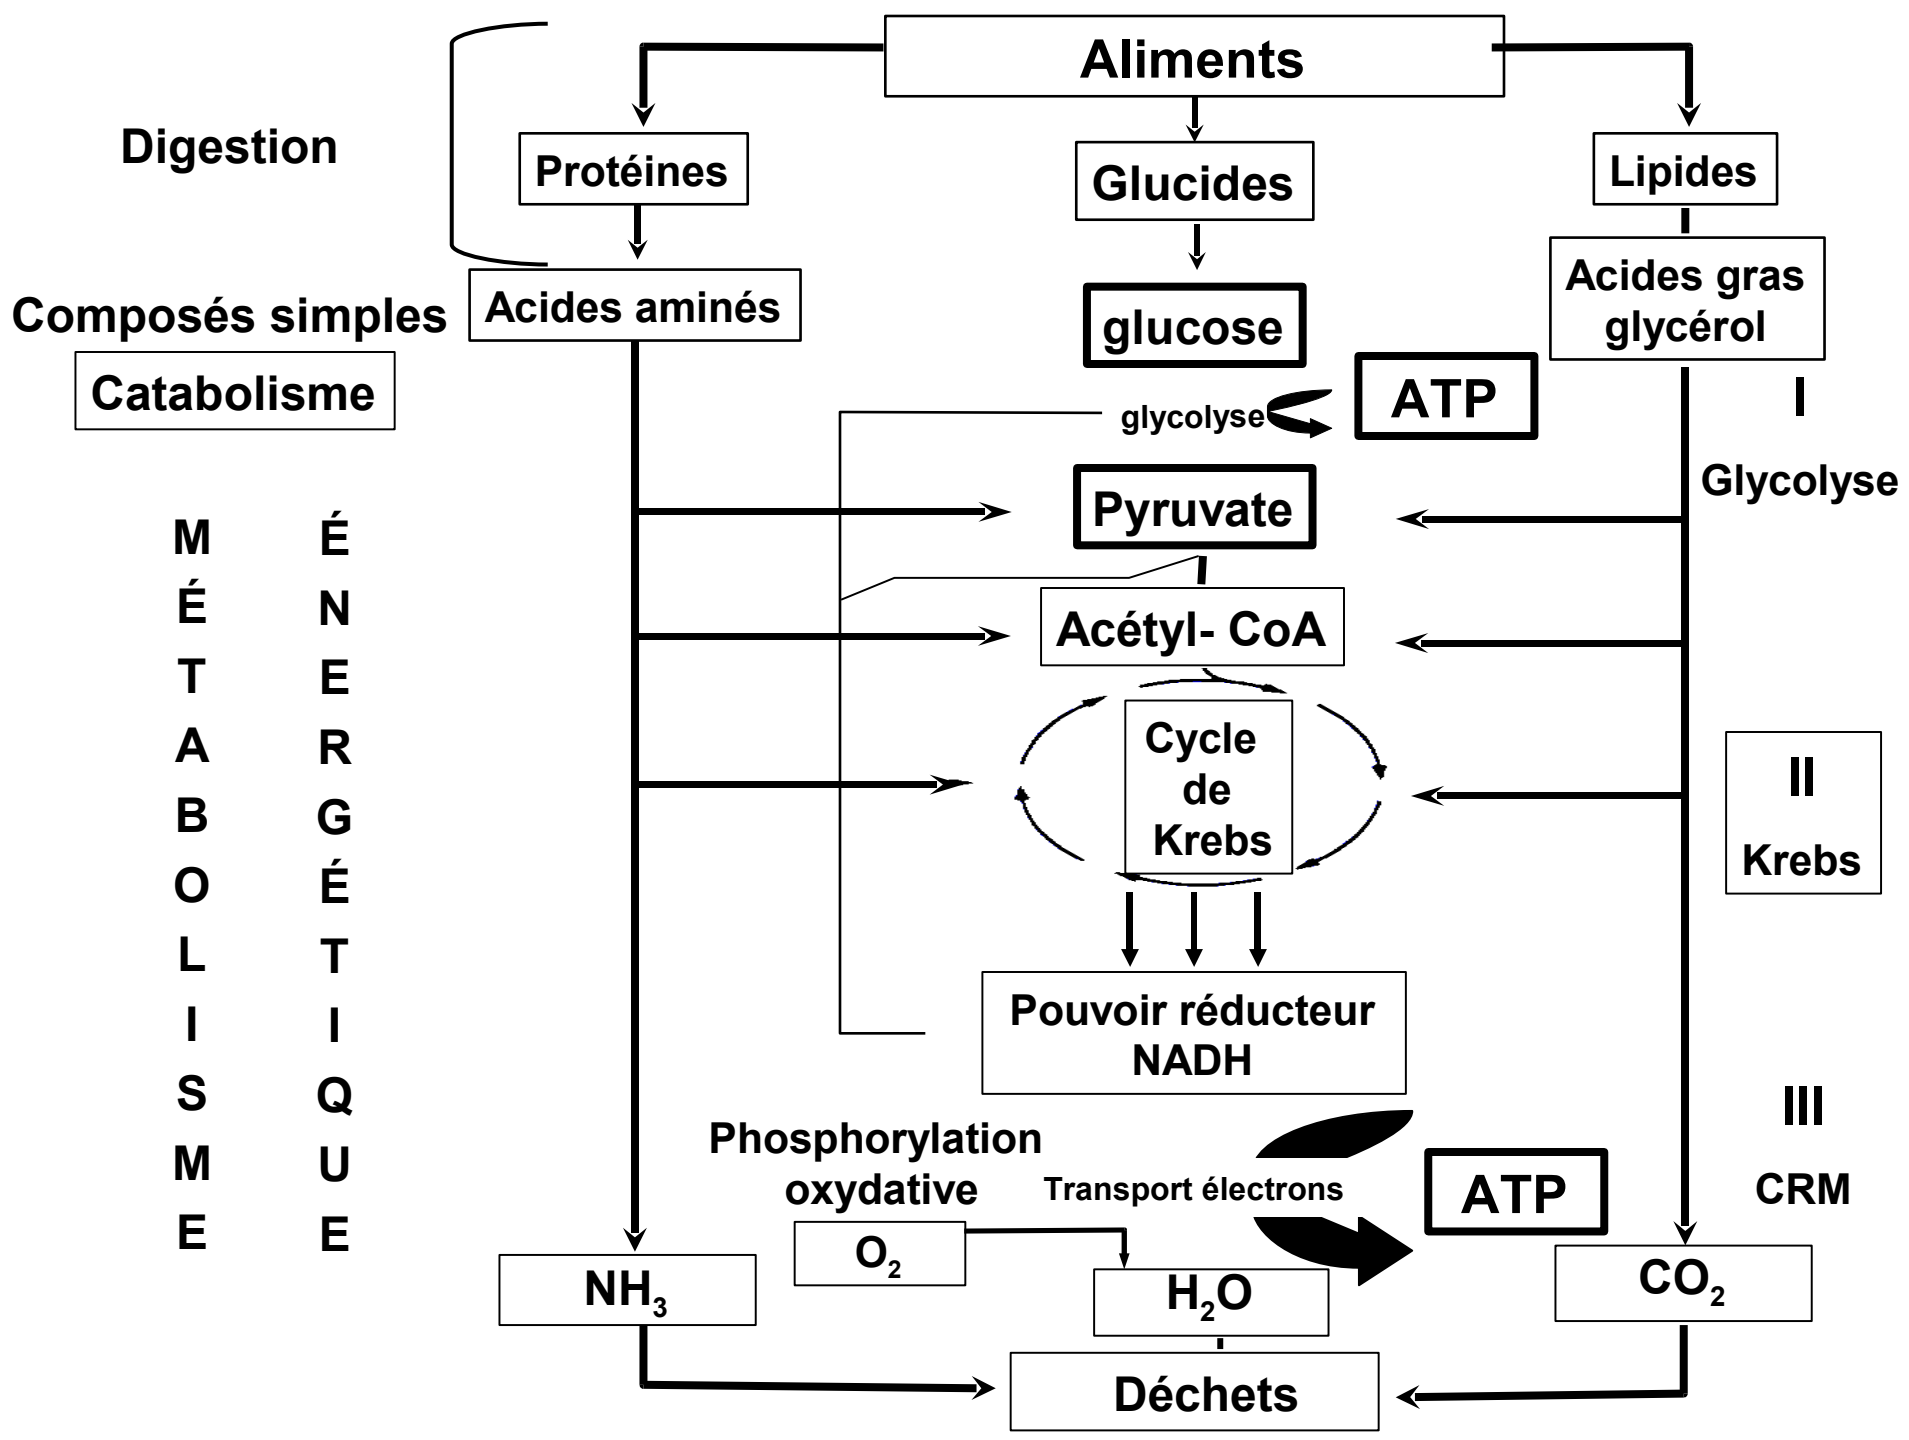 Aliments
Digestion
Protéines
Glucides
Lipides
Acides aminés
Composés simples
glucose
Acides gras
glycérol
Catabolisme
glycolyse
ATP
I
Glycolyse
Pyruvate
Acétyl- CoA
M
É
T
A
B
O
L
I
S
M
E
É
N
E
R
G
É
T
I
Q
U
E
Cycle
de
Krebs
II
Krebs
Pouvoir réducteur
NADH
III
CRM
Phosphorylation
oxydative
Transport électrons
ATP
O₂
NH₃
H₂O
CO₂
Déchets